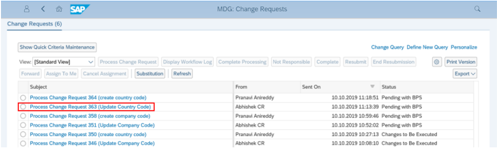 SAP
MDG: Change Requests
Change Requests (6)
Show Quick Criteria Maintenance
Change Query Define New Query Personalize
View: [Standard View] Process Change Request Display Workflow Log Complete Processing Not Responsible Complete Resubmit End Resubmission Print Version
Forward Assign To Me Cancel Assignment Substitution Refresh Export
Subject From Sent On Status
Process Change Request 364 (create country code) Pranavi Anireddy 10.10.2019 11:18:51 Pending with BPS
Process Change Request 363 (Update Country Code) Abhishek CR 10.10.2019 11:13:39 Pending with BPS
Process Change Request 358 (create company code) Pranavi Anireddy 10.10.2019 10:59:46 Pending with BPS
Process Change Request 351 (Update Company Code) Abhishek CR 10.10.2019 10:52:02 Pending with BPS
Process Change Request 350 (create country code) Pranavi Anireddy 10.10.2019 10:27:13 Changes to Be Executed
Process Change Request 346 (Update Company Code) Abhishek CR 10.10.2019 10:08:10 Changes to Be Executed